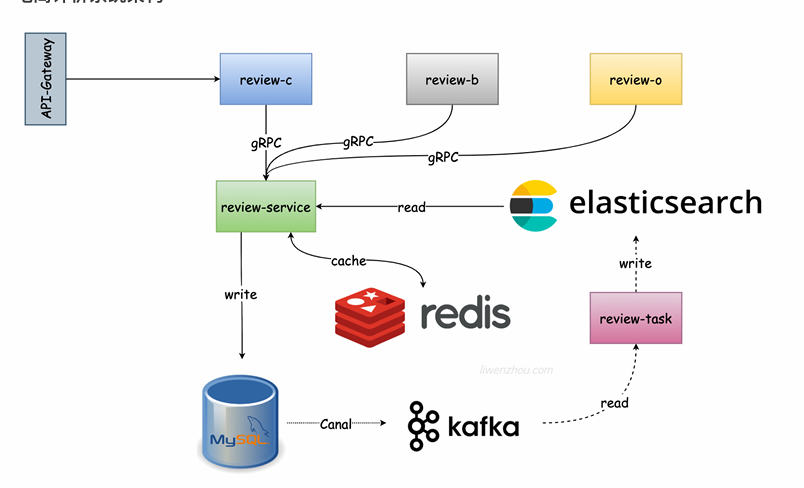 API-Gateway
review-c
review-b
review-o
gRPC
gRPC
gRPC
review-service
read
elasticsearch
cache
write
write
redis
review-task
liwenzhou.com
read
MySQL
Canal
kafka